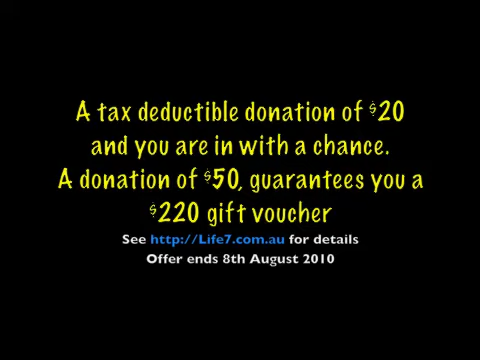 A tax deductible donation of $20
and you are in with a chance.
A donation of $50, guarantees you a
$220 gift voucher
See http://Life7.com.au for details
Offer ends 8th August 2010